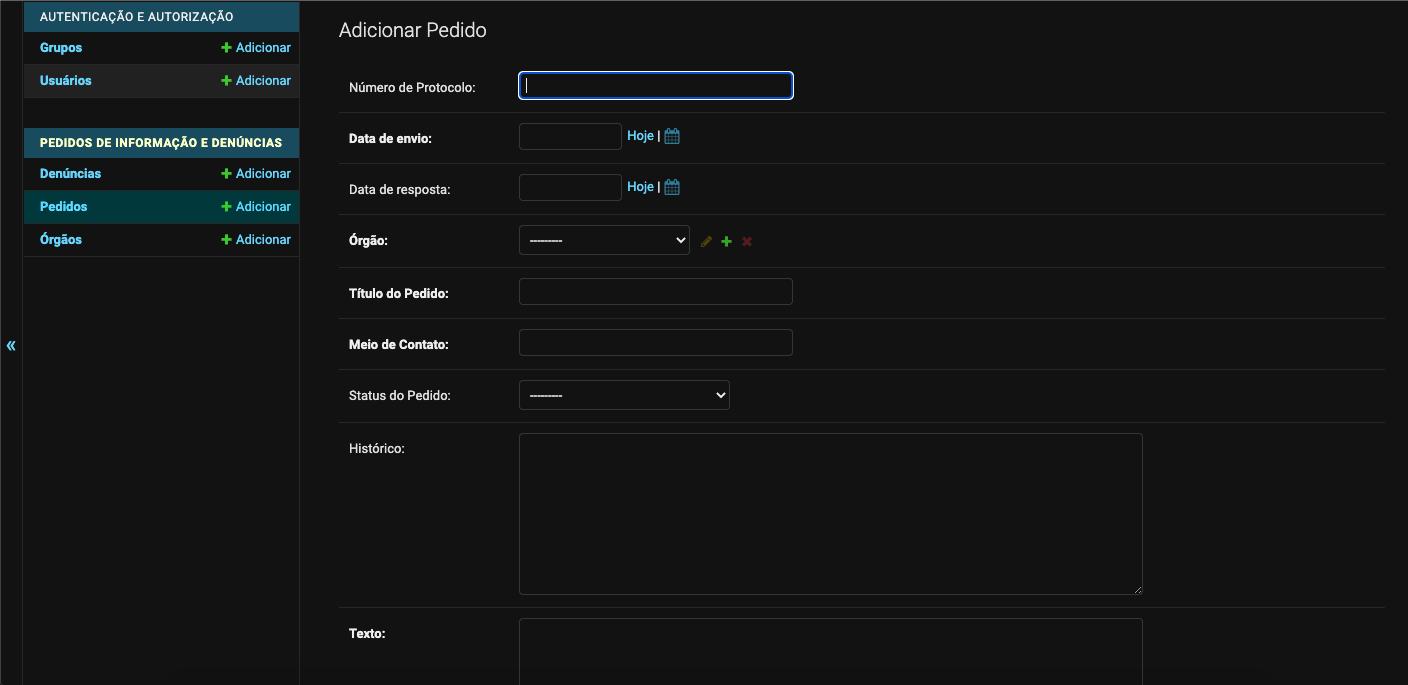 AUTENTICAÇÃO E AUTORIZAÇÃO
Grupos Adicionar
Usuários Adicionar
PEDIDOS DE INFORMAÇÃO E DENÚNCIAS
Denúncias Adicionar
Pedidos Adicionar
Órgãos Adicionar
«
Adicionar Pedido
Número de Protocolo:
Data de envio: Hoje |
Data de resposta: Hoje |
Órgão: ---------
Título do Pedido:
Meio de Contato:
Status do Pedido: ---------
Histórico:
Texto: